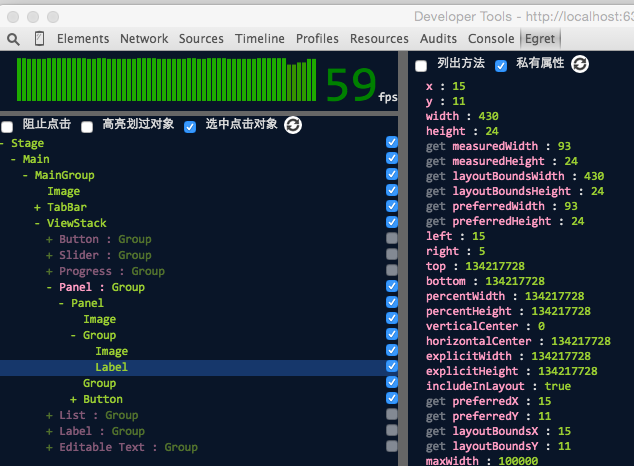 Developer Tools - http://localhost:63
Elements Network Sources Timeline Profiles Resources Audits Console Egret
59 fps
阻止点击 高亮划过对象 选中点击对象
- Stage
- Main
- MainGroup
Image
+ TabBar
- ViewStack
+ Button : Group
+ Slider : Group
+ Progress : Group
- Panel : Group
- Panel
Image
- Group
Image
Label
Group
+ Button
+ List : Group
+ Label : Group
+ Editable Text : Group
列出方法 私有属性
x : 15
y : 11
width : 430
height : 24
get measuredWidth : 93
get measuredHeight : 24
get layoutBoundsWidth : 430
get layoutBoundsHeight : 24
get preferredWidth : 93
get preferredHeight : 24
left : 15
right : 5
top : 134217728
bottom : 134217728
percentWidth : 134217728
percentHeight : 134217728
verticalCenter : 0
horizontalCenter : 134217728
explicitWidth : 134217728
explicitHeight : 134217728
includeInLayout : true
get preferredX : 15
get preferredY : 11
get layoutBoundsX : 15
get layoutBoundsY : 11
maxWidth : 100000